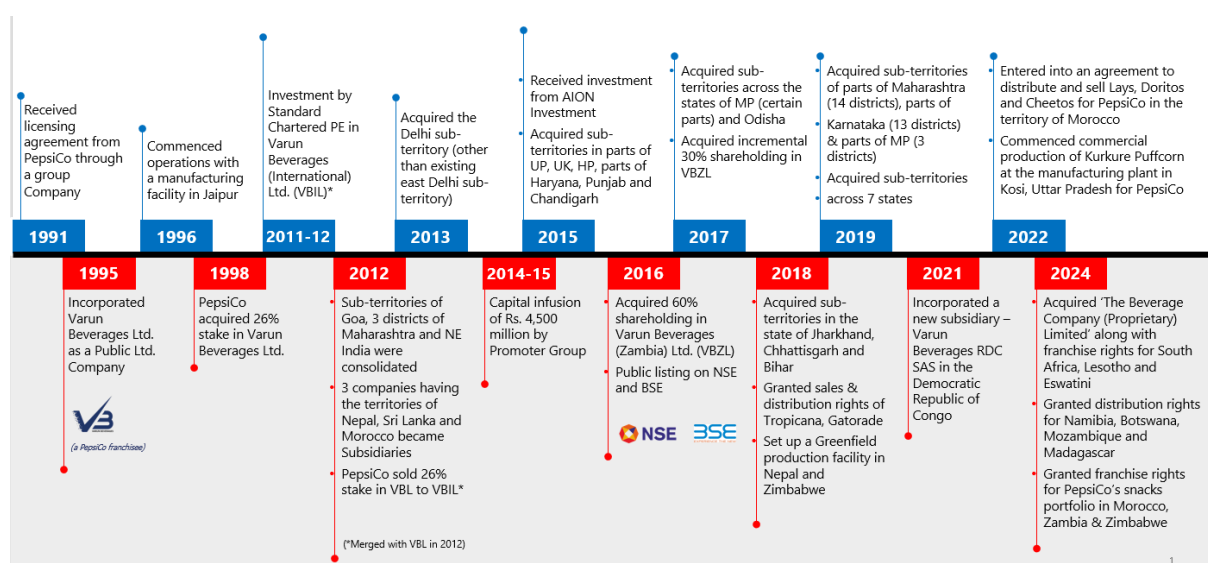 Received
licensing
agreement from
PepsiCo through
a group
Company
Commenced
operations with
a manufacturing
facility in Jaipur
Investment by
Standard
Chartered PE in
Varun
Beverages
(International)
Ltd. (VBIL)*
Acquired the
Delhi sub-
territory (other
than existing
east Delhi sub-
territory)
• Received investment
from AION
Investment
• Acquired sub-
territories in parts of
UP, UK, HP, parts of
Haryana, Punjab and
Chandigarh
• Acquired sub-
territories across the
states of MP (certain
parts) and Odisha
• Acquired incremental
30% shareholding in
VBZL
• Acquired sub-territories
of parts of Maharashtra
(14 districts), parts of
• Karnataka (13 districts)
& parts of MP (3
districts)
• Acquired sub-territories
• across 7 states
• Entered into an agreement to
distribute and sell Lays, Doritos
and Cheetos for PepsiCo in the
territory of Morocco
• Commenced commercial
production of Kurkure Puffcorn
at the manufacturing plant in
Kosi, Uttar Pradesh for PepsiCo
1991
1996
2011-12
2013
2015
2017
2019
2022
1995
1998
2012
2014-15
2016
2018
2021
2024
Incorporated
Varun
Beverages Ltd.
as a Public Ltd.
Company
VB
(a PepsiCo franchisee)
PepsiCo
acquired 26%
stake in Varun
Beverages Ltd.
• Sub-territories of
Goa, 3 districts of
Maharashtra and NE
India were
consolidated
• 3 companies having
the territories of
Nepal, Sri Lanka and
Morocco became
Subsidiaries
• PepsiCo sold 26%
stake in VBL to VBIL*
(*Merged with VBL in 2012)
Capital infusion
of Rs. 4,500
million by
Promoter Group
• Acquired 60%
shareholding in
Varun Beverages
(Zambia) Ltd. (VBZL)
• Public listing on NSE
and BSE
NSE
BSE
• Acquired sub-
territories in the
state of Jharkhand,
Chhattisgarh and
Bihar
• Granted sales &
distribution rights of
Tropicana, Gatorade
• Set up a Greenfield
production facility in
Nepal and
Zimbabwe
Incorporated a
new subsidiary –
Varun
Beverages RDC
SAS in the
Democratic
Republic of
Congo
• Acquired ‘The Beverage
Company (Proprietary)
Limited’ along with
franchise rights for South
Africa, Lesotho and
Eswatini
• Granted distribution rights
for Namibia, Botswana,
Mozambique and
Madagascar
• Granted franchise rights
for PepsiCo’s snacks
portfolio in Morocco,
Zambia & Zimbabwe